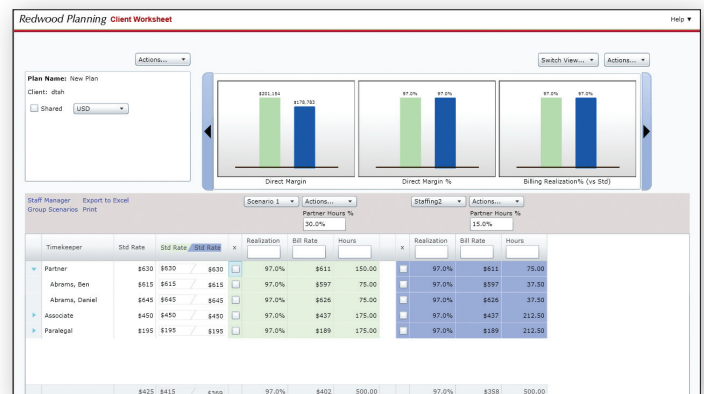 Redwood Planning Client Worksheet
Help ▼
Actions...
Switch View...
Actions...
Plan Name: New Plan
Client: dtsh
Shared USD
$201,184
$178,783
Direct Margin
97.0% 97.0%
Direct Margin %
97.0% 97.0%
Billing Realization% (vs Std)
Staff Manager Export to Excel
Group Scenarios Print
Scenario 1 Actions...
Partner Hours %
30.0%
Staffing2 Actions...
Partner Hours %
15.0%
Timekeeper Std Rate Std Rate Std Rate x Realization Bill Rate Hours x Realization Bill Rate Hours
Partner $630 $630 $630 97.0% $611 150.00 97.0% $611 75.00
Abrams, Ben $615 $615 $615 97.0% $597 75.00 97.0% $597 37.50
Abrams, Daniel $645 $645 $645 97.0% $626 75.00 97.0% $626 37.50
Associate $450 $450 $450 97.0% $437 175.00 97.0% $437 212.50
Paralegal $195 $195 $195 97.0% $189 175.00 97.0% $189 212.50
$425 $415 $369 97.0% $402 500.00 97.0% $358 500.00